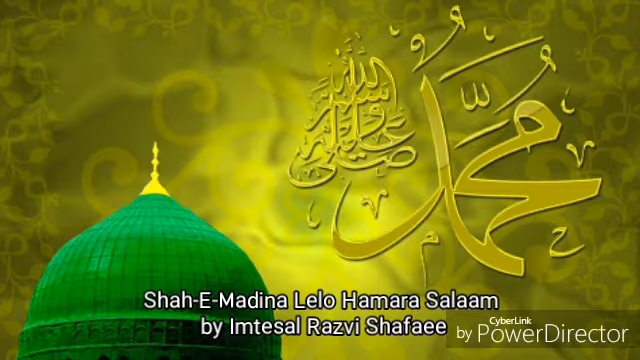 صلى الله عليه وسلم
محمد
Shah-E-Madina Lelo Hamara Salaam
by Imtesal Razvi Shafaee
CyberLink
by PowerDirector